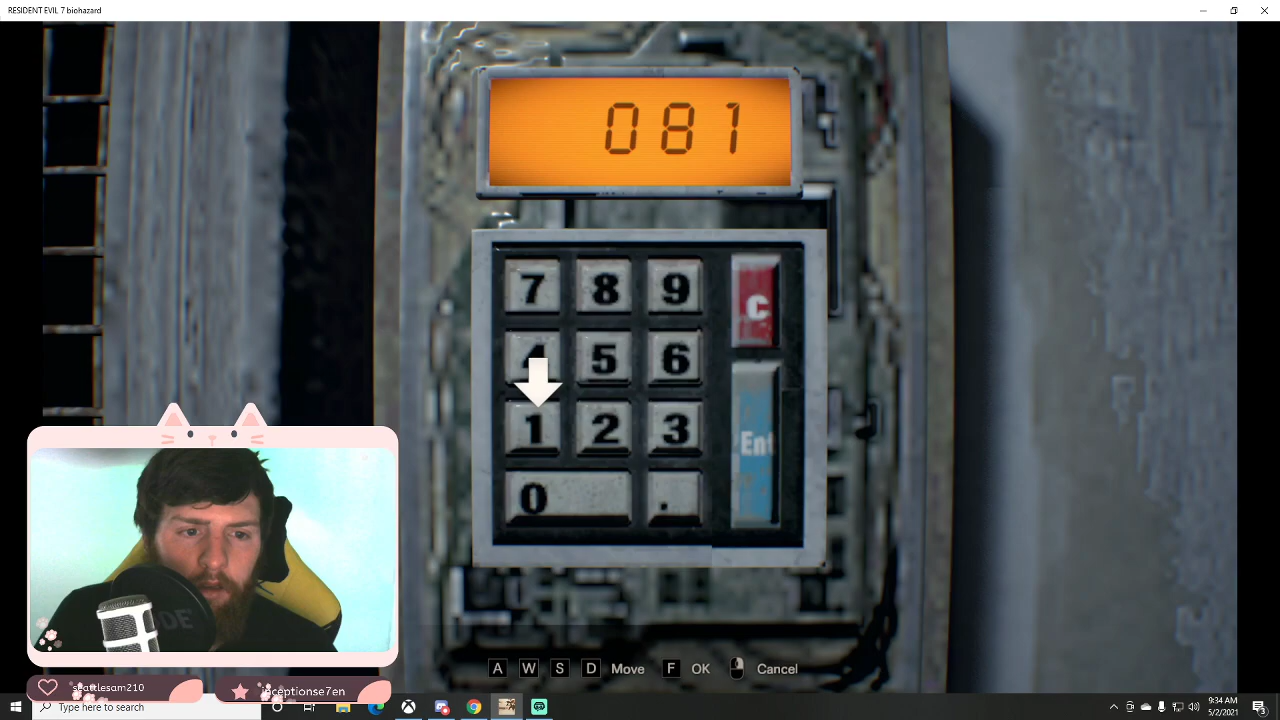 RESIDENT EVIL 7 biohazard
081
7 8 9 C
4 5 6
1 2 3 Ent
0 .
A W S D Move F OK Cancel
seattlesam210
inceptionse7en
Type here to search
9:34 AM
5/2/2021
3